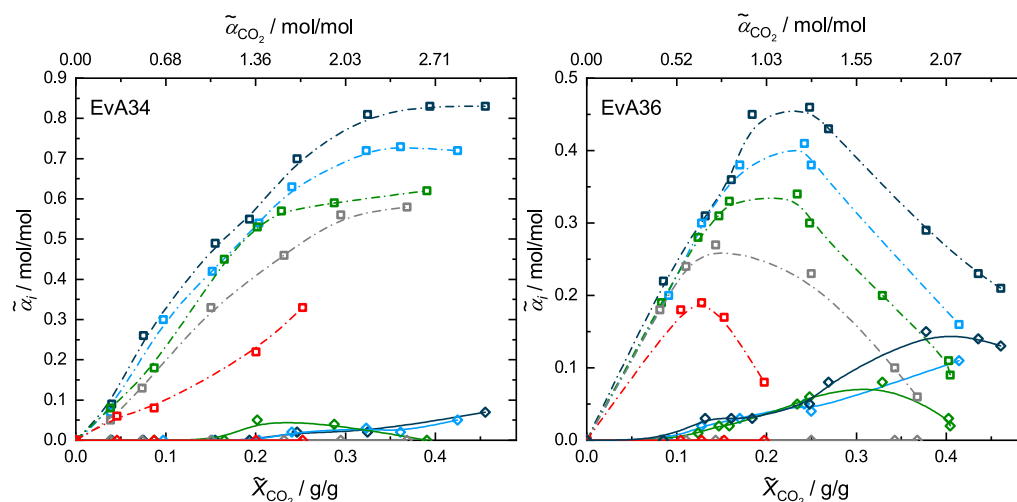 α̃CO₂ / mol/mol
0.00 0.68 1.36 2.03 2.71
0.9
0.8
0.7
0.6
0.5
0.4
0.3
0.2
0.1
0.0
α̃i / mol/mol
EvA34
0.0 0.1 0.2 0.3 0.4
X̃CO₂ / g/g
α̃CO₂ / mol/mol
0.00 0.52 1.03 1.55 2.07
0.5
0.4
0.3
0.2
0.1
0.0
α̃i / mol/mol
EvA36
0.0 0.1 0.2 0.3 0.4
X̃CO₂ / g/g